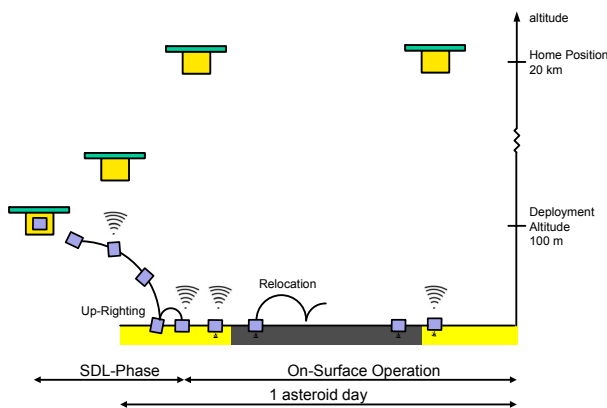 altitude
Home Position
20 km
Deployment
Altitude
100 m
Relocation
Up-Righting
SDL-Phase
On-Surface Operation
1 asteroid day